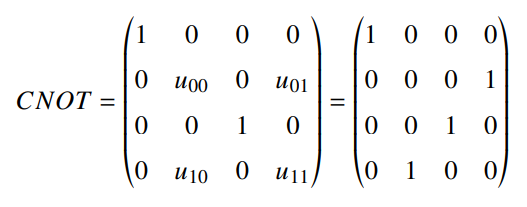 CNOT = ⎛1 0 0 0⎞ = ⎛1 0 0 0⎞
⎜0 u₀₀ 0 u₀₁⎟ ⎜0 0 0 1⎟
⎜0 0 1 0⎟ ⎜0 0 1 0⎟
⎝0 u₁₀ 0 u₁₁⎠ ⎝0 1 0 0⎠